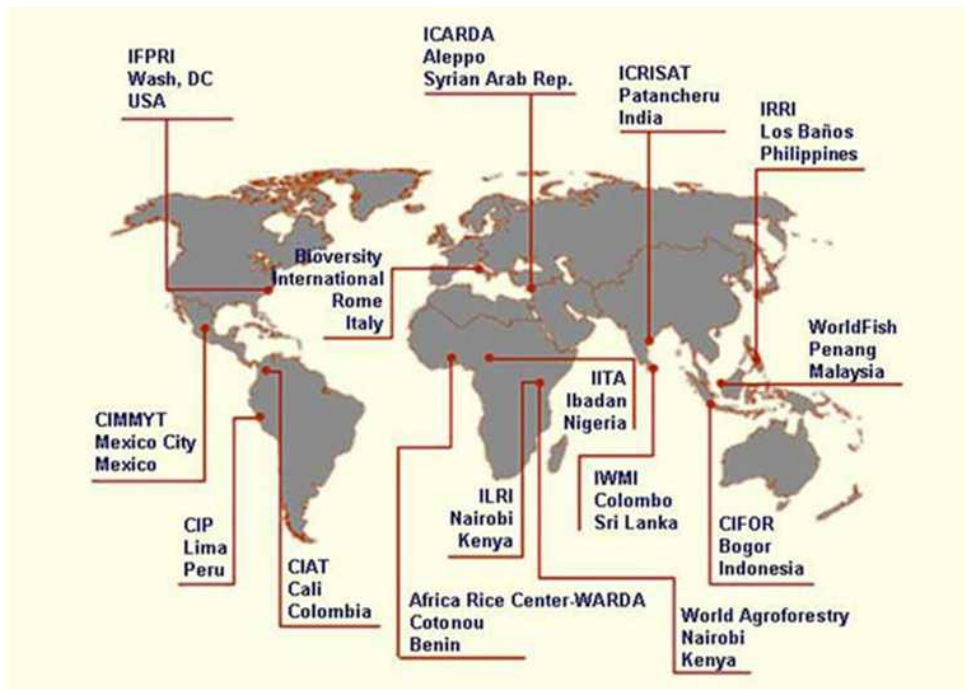 IFPRI
Wash, DC
USA
ICARDA
Aleppo
Syrian Arab Rep.
ICRISAT
Patancheru
India
IRRI
Los Baños
Philippines
Bioversity
International
Rome
Italy
WorldFish
Penang
Malaysia
IITA
Ibadan
Nigeria
CIMMYT
Mexico City
Mexico
IWMI
Colombo
Sri Lanka
ILRI
Nairobi
Kenya
CIP
Lima
Peru
CIFOR
Bogor
Indonesia
CIAT
Cali
Colombia
Africa Rice Center-WARDA
Cotonou
Benin
World Agroforestry
Nairobi
Kenya